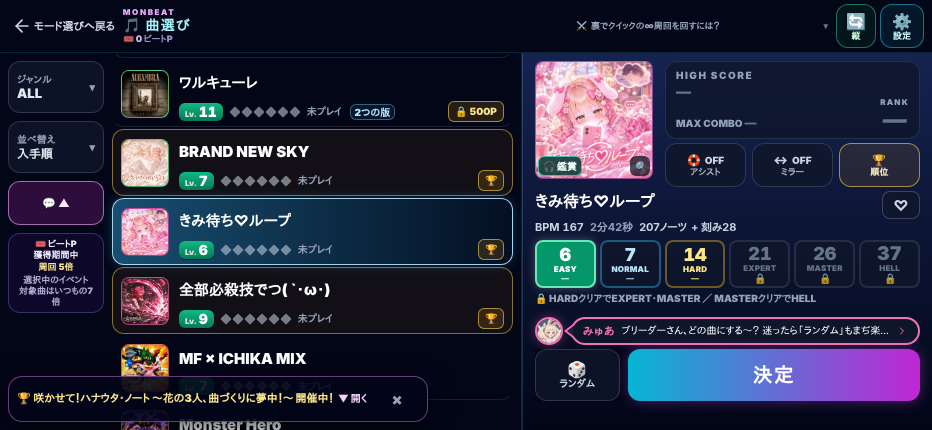 モード選びへ戻る
MONBEAT
🎵 曲選び
🎟 0 ビートP
⚔ 裏でクイックの∞周回を回すには?
▼
縦
設定
ジャンル
ALL
並べ替え
入手順
💬 ▲
🎟 ビートP
獲得期間中
周回 5倍
選択中のイベント
対象曲はいつもの7
倍
ALHAMBRA
ワルキューレ
Lv. 11 ◆◆◆◆◆◆ 未プレイ 2つの版
🔒 500P
BRAND NEW SKY
Lv. 7 ◆◆◆◆◆◆ 未プレイ
きみ待ち♡ループ
Lv. 6 ◆◆◆◆◆◆ 未プレイ
全部必殺技でつ( `･ω･)
Lv. 9 ◆◆◆◆◆◆ 未プレイ
MF × ICHIKA MIX
Lv. 7 未プレイ
Monster Hero
🏆 咲かせて!ハナウタ・ノート 〜花の3人、曲づくりに夢中!〜 開催中! ▼ 開く ✖
きみ待ち♡ループ
🎧 鑑賞
HIGH SCORE
—
RANK
—
MAX COMBO —
OFF
アシスト
↔ OFF
ミラー
🏆
順位
きみ待ち♡ループ
BPM 167 2分42秒 207ノーツ + 刻み28
6
EASY
—
7
NORMAL
—
14
HARD
—
21
EXPERT
🔒
26
MASTER
🔒
37
HELL
🔒
🔒 HARDクリアでEXPERT・MASTER / MASTERクリアでHELL
みゅあ ブリーダーさん、どの曲にする〜? 迷ったら「ランダム」もまぢ楽…
ランダム
決定